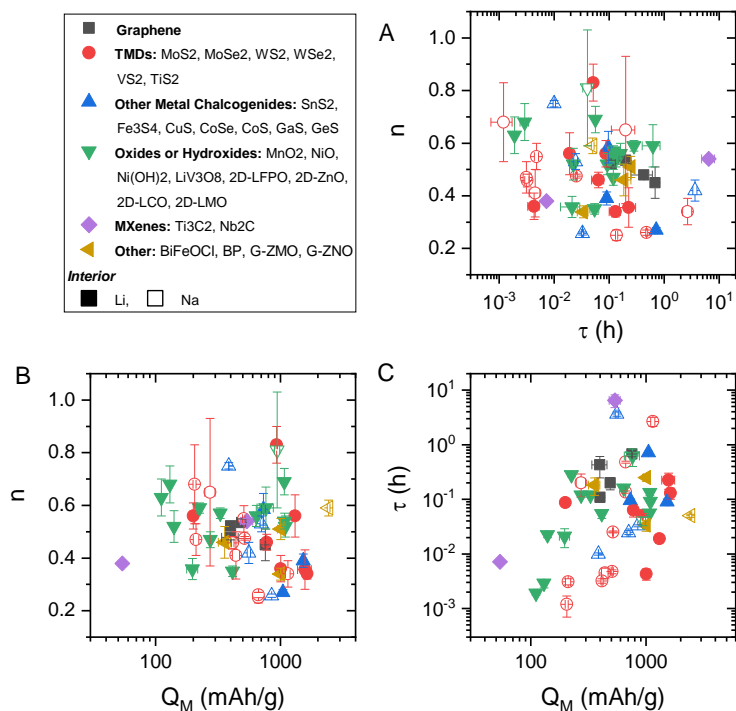 Graphene
TMDs: MoS2, MoSe2, WS2, WSe2,
VS2, TiS2
Other Metal Chalcogenides: SnS2,
Fe3S4, CuS, CoSe, CoS, GaS, GeS
Oxides or Hydroxides: MnO2, NiO,
Ni(OH)2, LiV3O8, 2D-LFPO, 2D-ZnO,
2D-LCO, 2D-LMO
MXenes: Ti3C2, Nb2C
Other: BiFeOCl, BP, G-ZMO, G-ZNO
Interior
Li, Na
A
1.0
0.8
0.6
0.4
0.2
n
10⁻³ 10⁻² 10⁻¹ 10⁰ 10¹
τ (h)
B
1.0
0.8
0.6
0.4
0.2
n
100 1000
Q_M (mAh/g)
C
10¹
10⁰
10⁻¹
10⁻²
10⁻³
τ (h)
100 1000
Q_M (mAh/g)